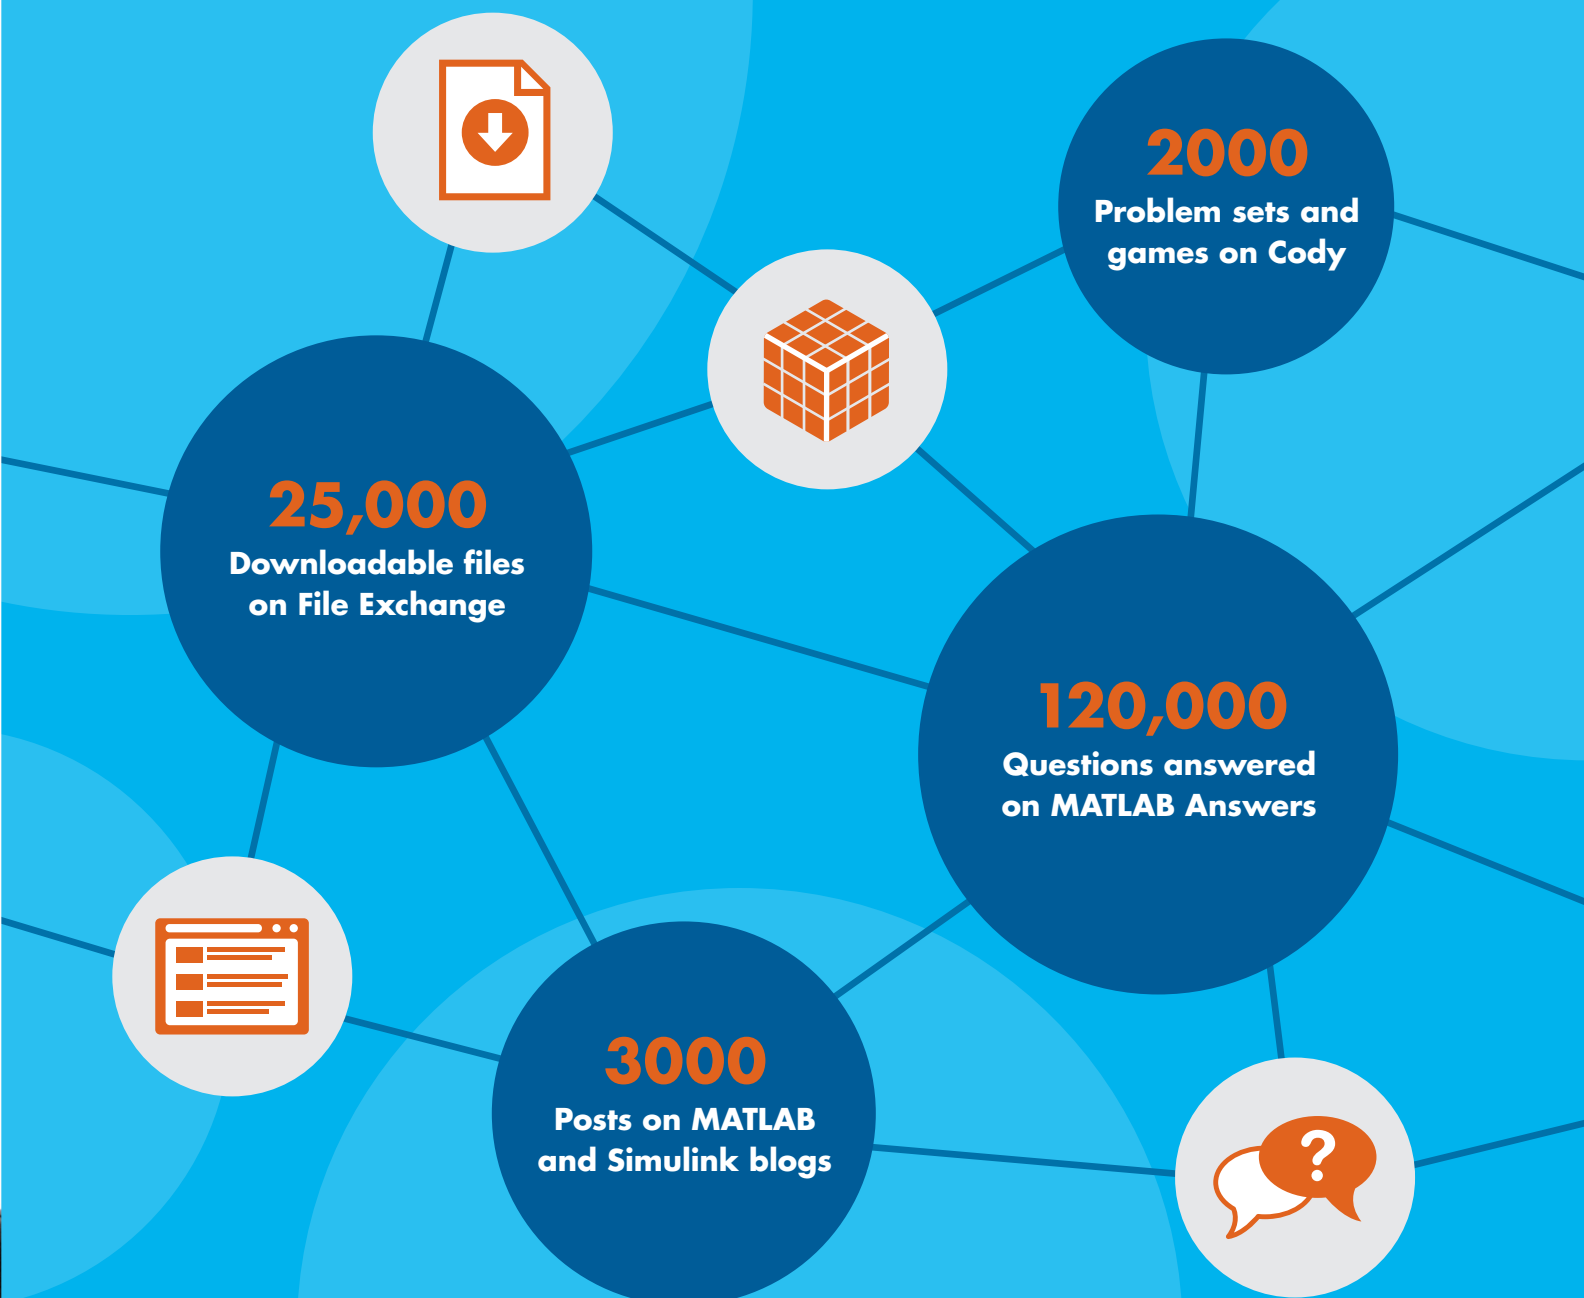 2000
Problem sets and
games on Cody
25,000
Downloadable files
on File Exchange
120,000
Questions answered
on MATLAB Answers
3000
Posts on MATLAB
and Simulink blogs
?